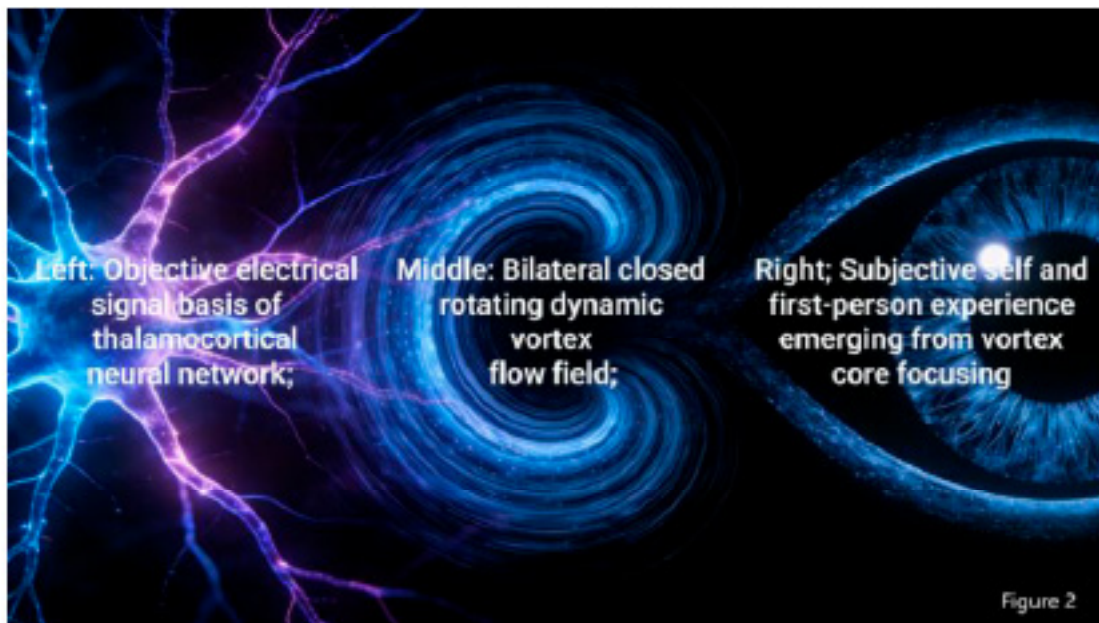 Left: Objective electrical
signal basis of
thalamocortical
neural network;
Middle: Bilateral closed
rotating dynamic
vortex
flow field;
Right; Subjective self and
first-person experience
emerging from vortex
core focusing
Figure 2